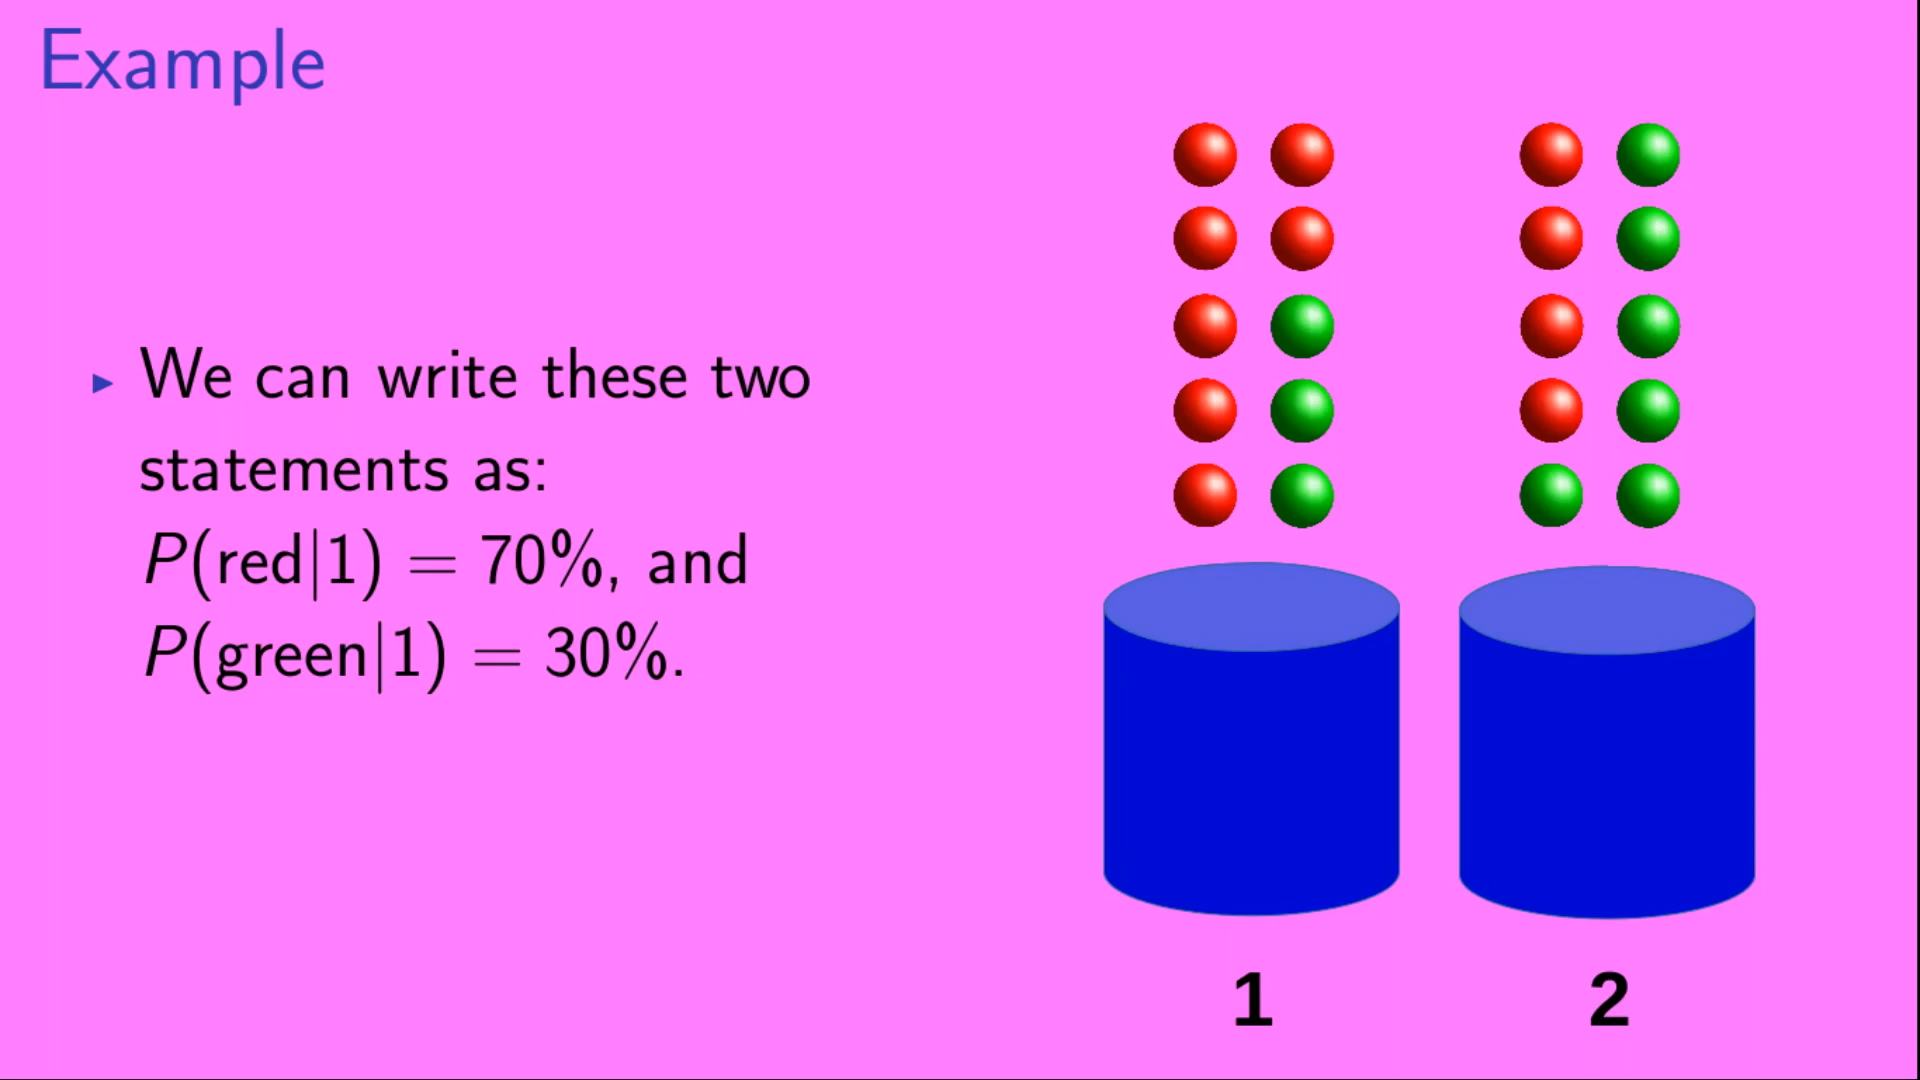 Example
▸ We can write these two
statements as:
P(red|1) = 70%, and
P(green|1) = 30%.
1
2